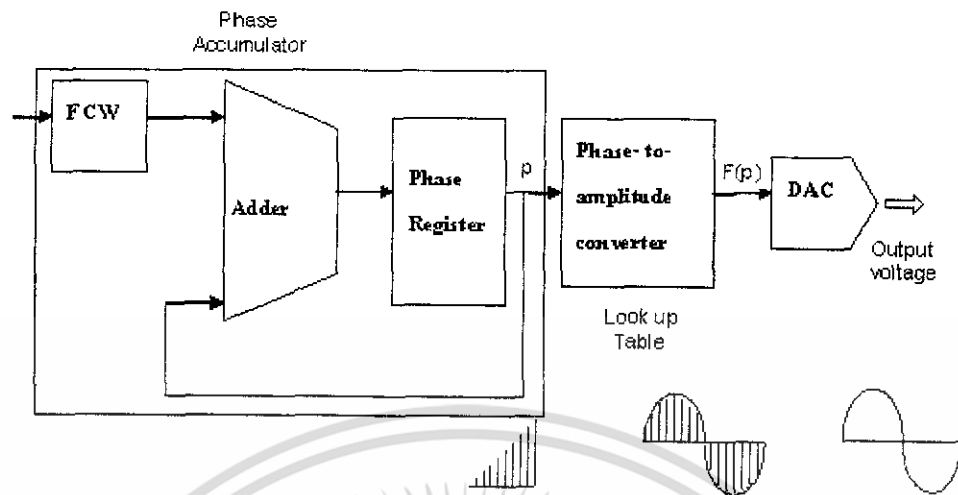 Phase
Accumulator
FCW
Adder
Phase
Register
p
Phase-to-
amplitude
converter
F(p)
DAC
Output
voltage
Look up
Table